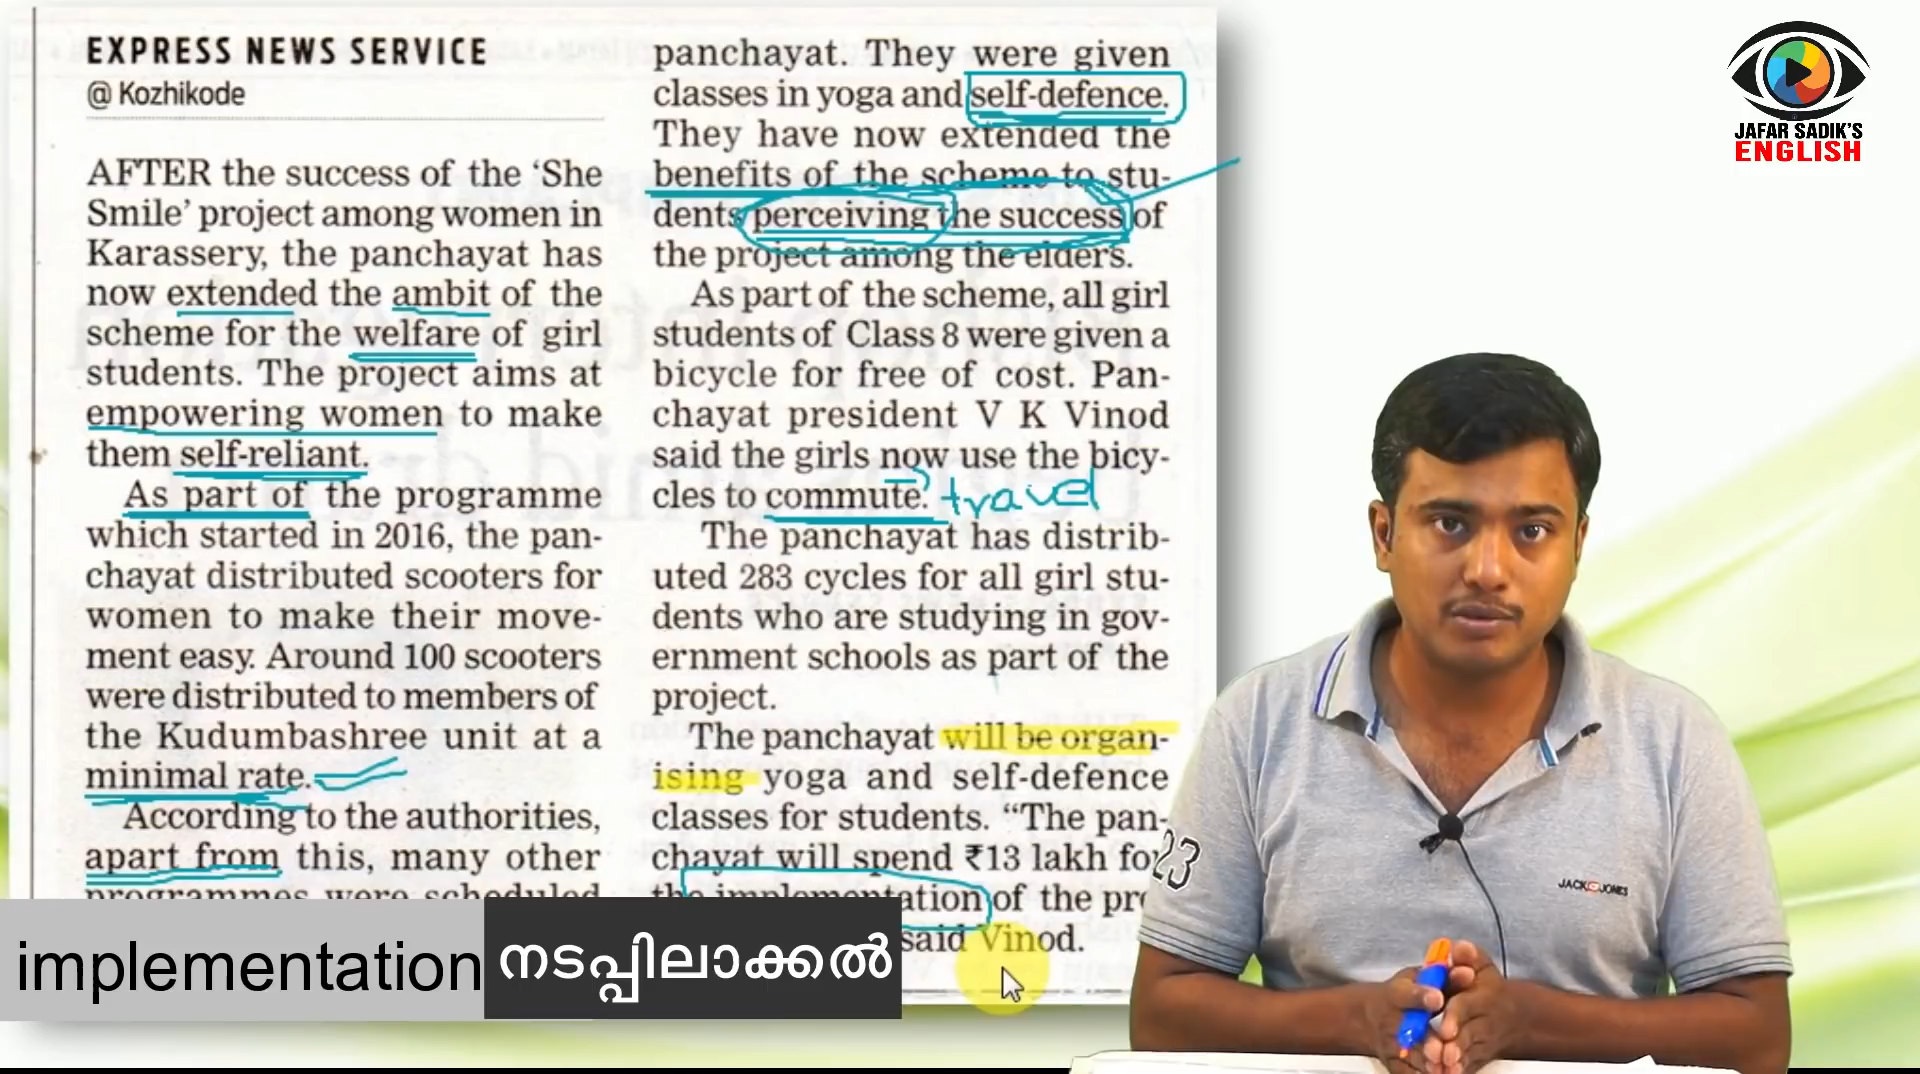 EXPRESS NEWS SERVICE
@ Kozhikode
AFTER the success of the ‘She
Smile’ project among women in
Karassery, the panchayat has
now extended the ambit of the
scheme for the welfare of girl
students. The project aims at
empowering women to make
them self-reliant.
As part of the programme
which started in 2016, the pan-
chayat distributed scooters for
women to make their move-
ment easy. Around 100 scooters
were distributed to members of
the Kudumbashree unit at a
minimal rate.
According to the authorities,
apart from this, many other
programmes were scheduled
panchayat. They were given
classes in yoga and self-defence.
They have now extended the
benefits of the scheme to stu-
dents perceiving the success of
the project among the elders.
As part of the scheme, all girl
students of Class 8 were given a
bicycle for free of cost. Pan-
chayat president V K Vinod
said the girls now use the bicy-
cles to commute. travel
The panchayat has distrib-
uted 283 cycles for all girl stu-
dents who are studying in gov-
ernment schools as part of the
project.
The panchayat will be organ-
ising yoga and self-defence
classes for students. “The pan-
chayat will spend ₹13 lakh for
the implementation of the pro
said Vinod.
implementation നടപ്പിലാക്കൽ
JAFAR SADIK'S
ENGLISH
23
JACK & JONES